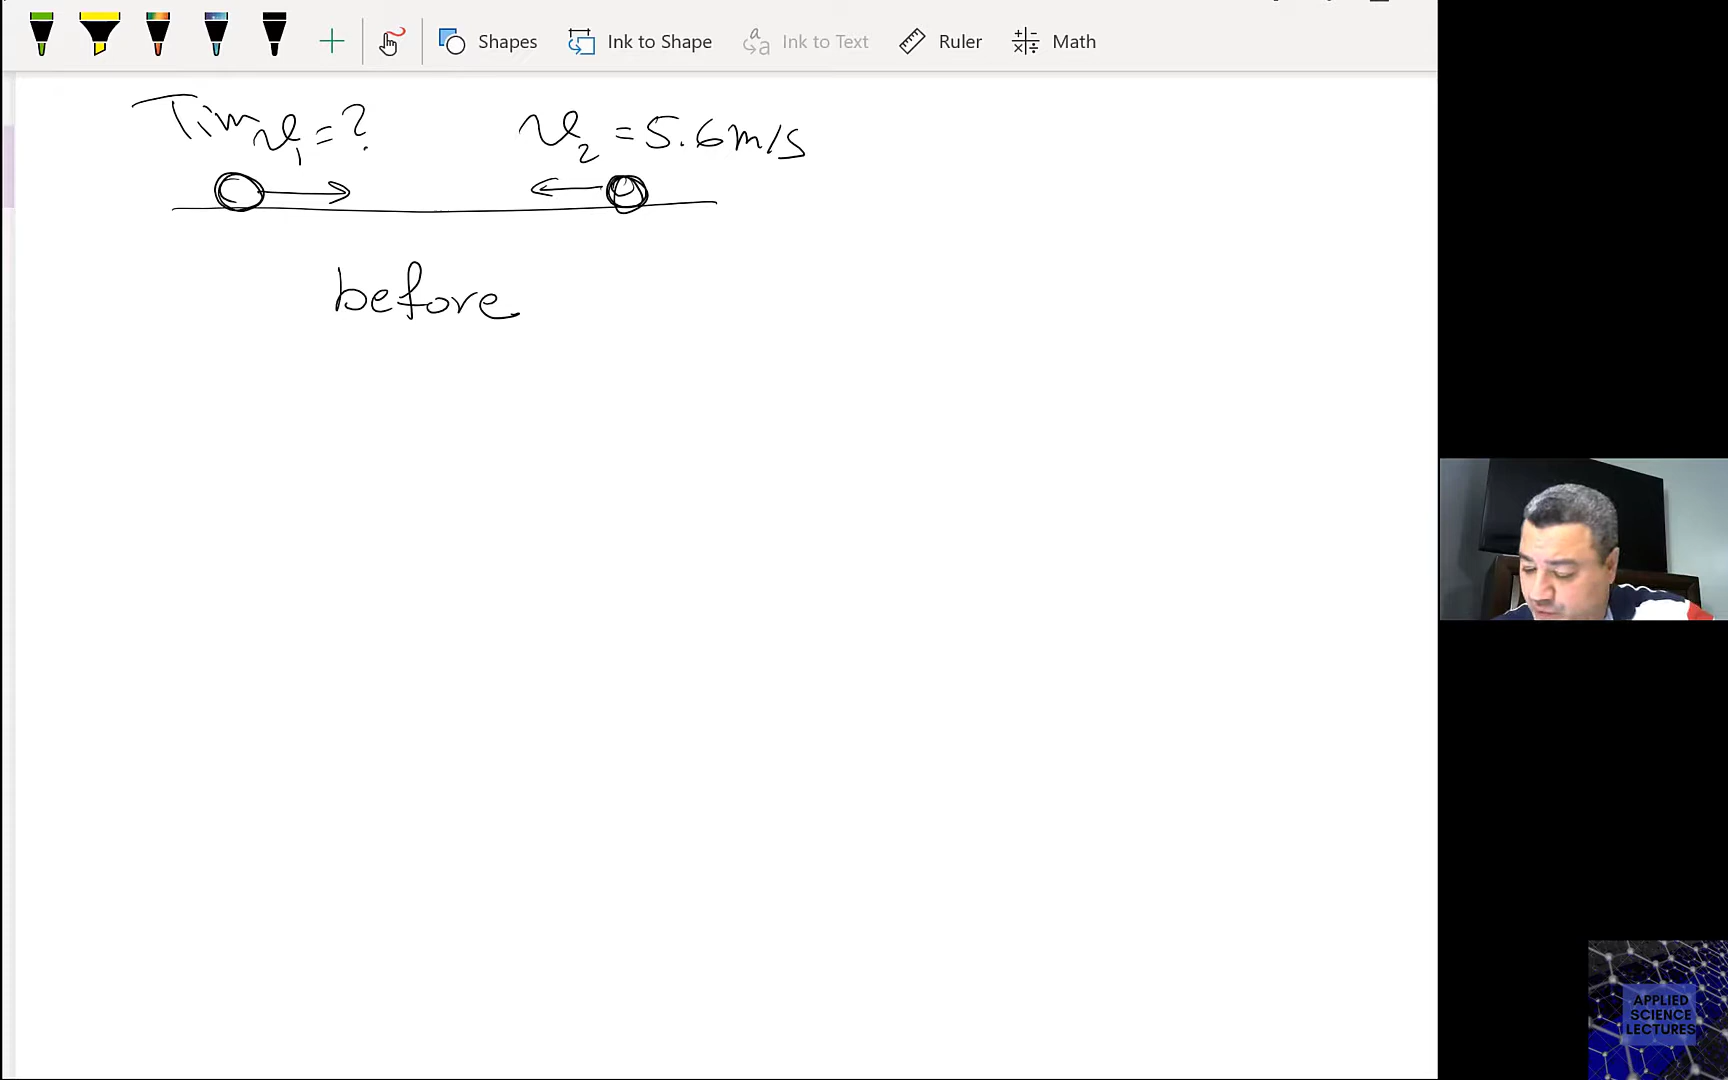 Shapes Ink to Shape Ink to Text Ruler Math
Tim v₁ = ? v₂ = 5.6 m/s
before
APPLIED
SCIENCE
LECTURES